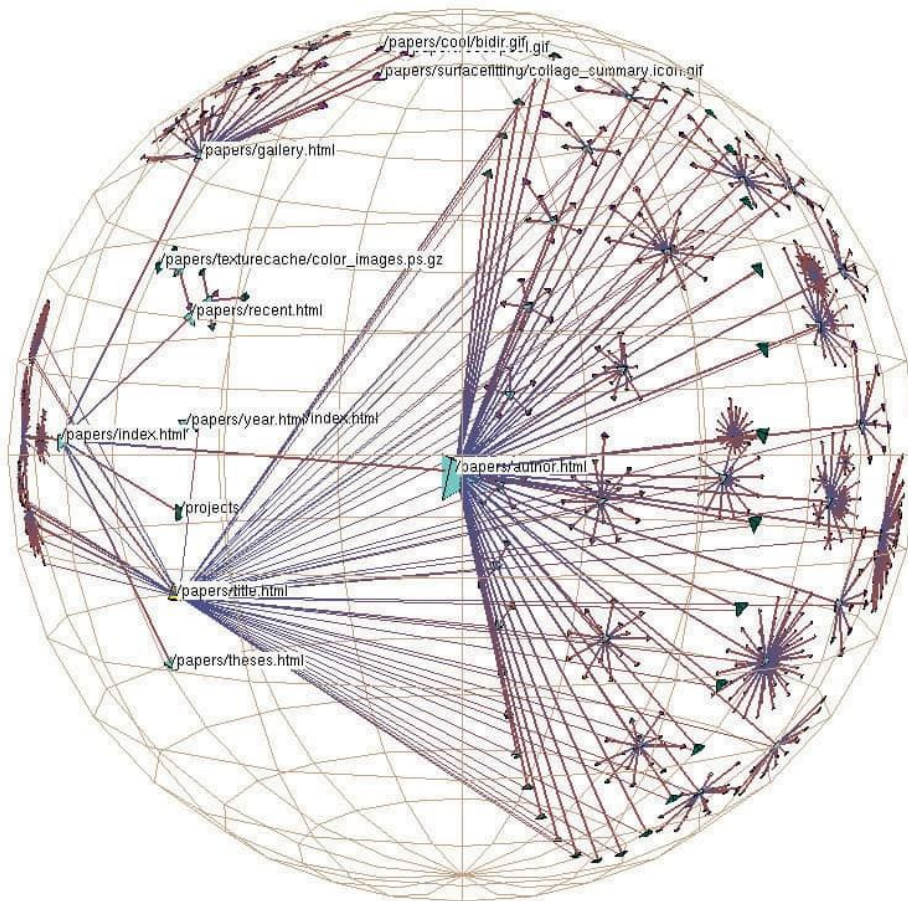 /papers/cool/bidir.gif
/papers/surfacefitting/collage_summary.icon.gif
/papers/gallery.html
/papers/texturecache/color_images.ps.gz
/papers/recent.html
/papers/year.html
/index.html
/papers/index.html
/papers/author.html
/projects
/papers/title.html
/papers/theses.html